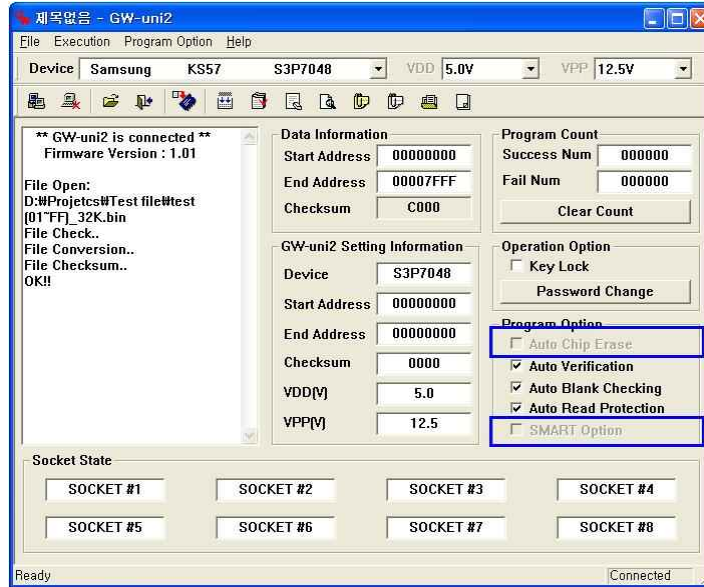 제목없음 - GW-uni2
File Execution Program Option Help
Device Samsung KS57 S3P7048 VDD 5.0V VPP 12.5V
** GW-uni2 is connected **
Firmware Version : 1.01
File Open:
D:₩Projetcs₩Test file₩test
(01~FF)_32K.bin
File Check..
File Conversion..
File Checksum..
OK!!
Data Information
Start Address 00000000
End Address 00007FFF
Checksum C000
GW-uni2 Setting Information
Device S3P7048
Start Address 00000000
End Address 00000000
Checksum 0000
VDD(V) 5.0
VPP(V) 12.5
Program Count
Success Num 000000
Fail Num 000000
Clear Count
Operation Option
Key Lock
Password Change
Program Option
Auto Chip Erase
Auto Verification
Auto Blank Checking
Auto Read Protection
SMART Option
Socket State
SOCKET #1 SOCKET #2 SOCKET #3 SOCKET #4
SOCKET #5 SOCKET #6 SOCKET #7 SOCKET #8
Ready Connected